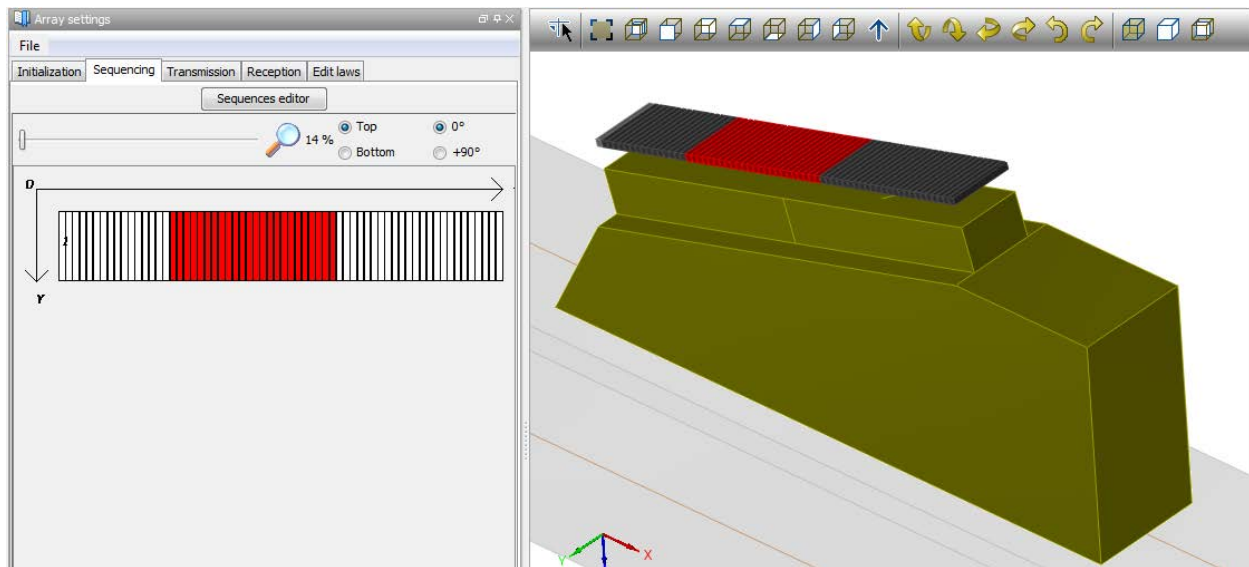 Array settings
File
Initialization Sequencing Transmission Reception Edit laws
Sequences editor
14 % Top 0°
Bottom +90°
Y
Y X